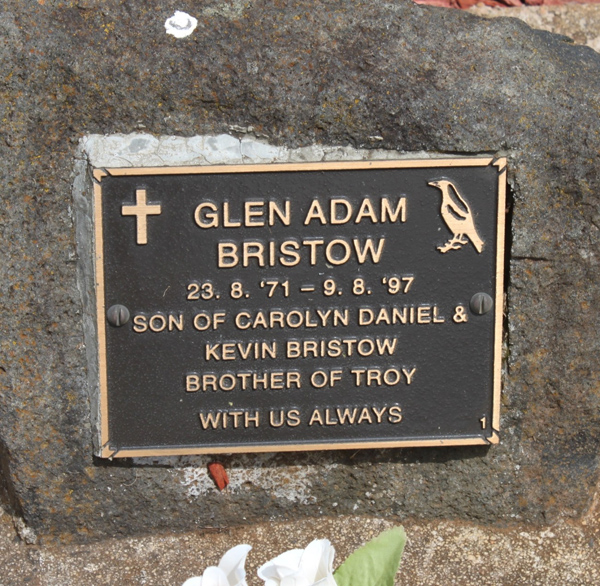 GLEN ADAM
BRISTOW
23. 8. '71 – 9. 8. '97
SON OF CAROLYN DANIEL &
KEVIN BRISTOW
BROTHER OF TROY
WITH US ALWAYS
1